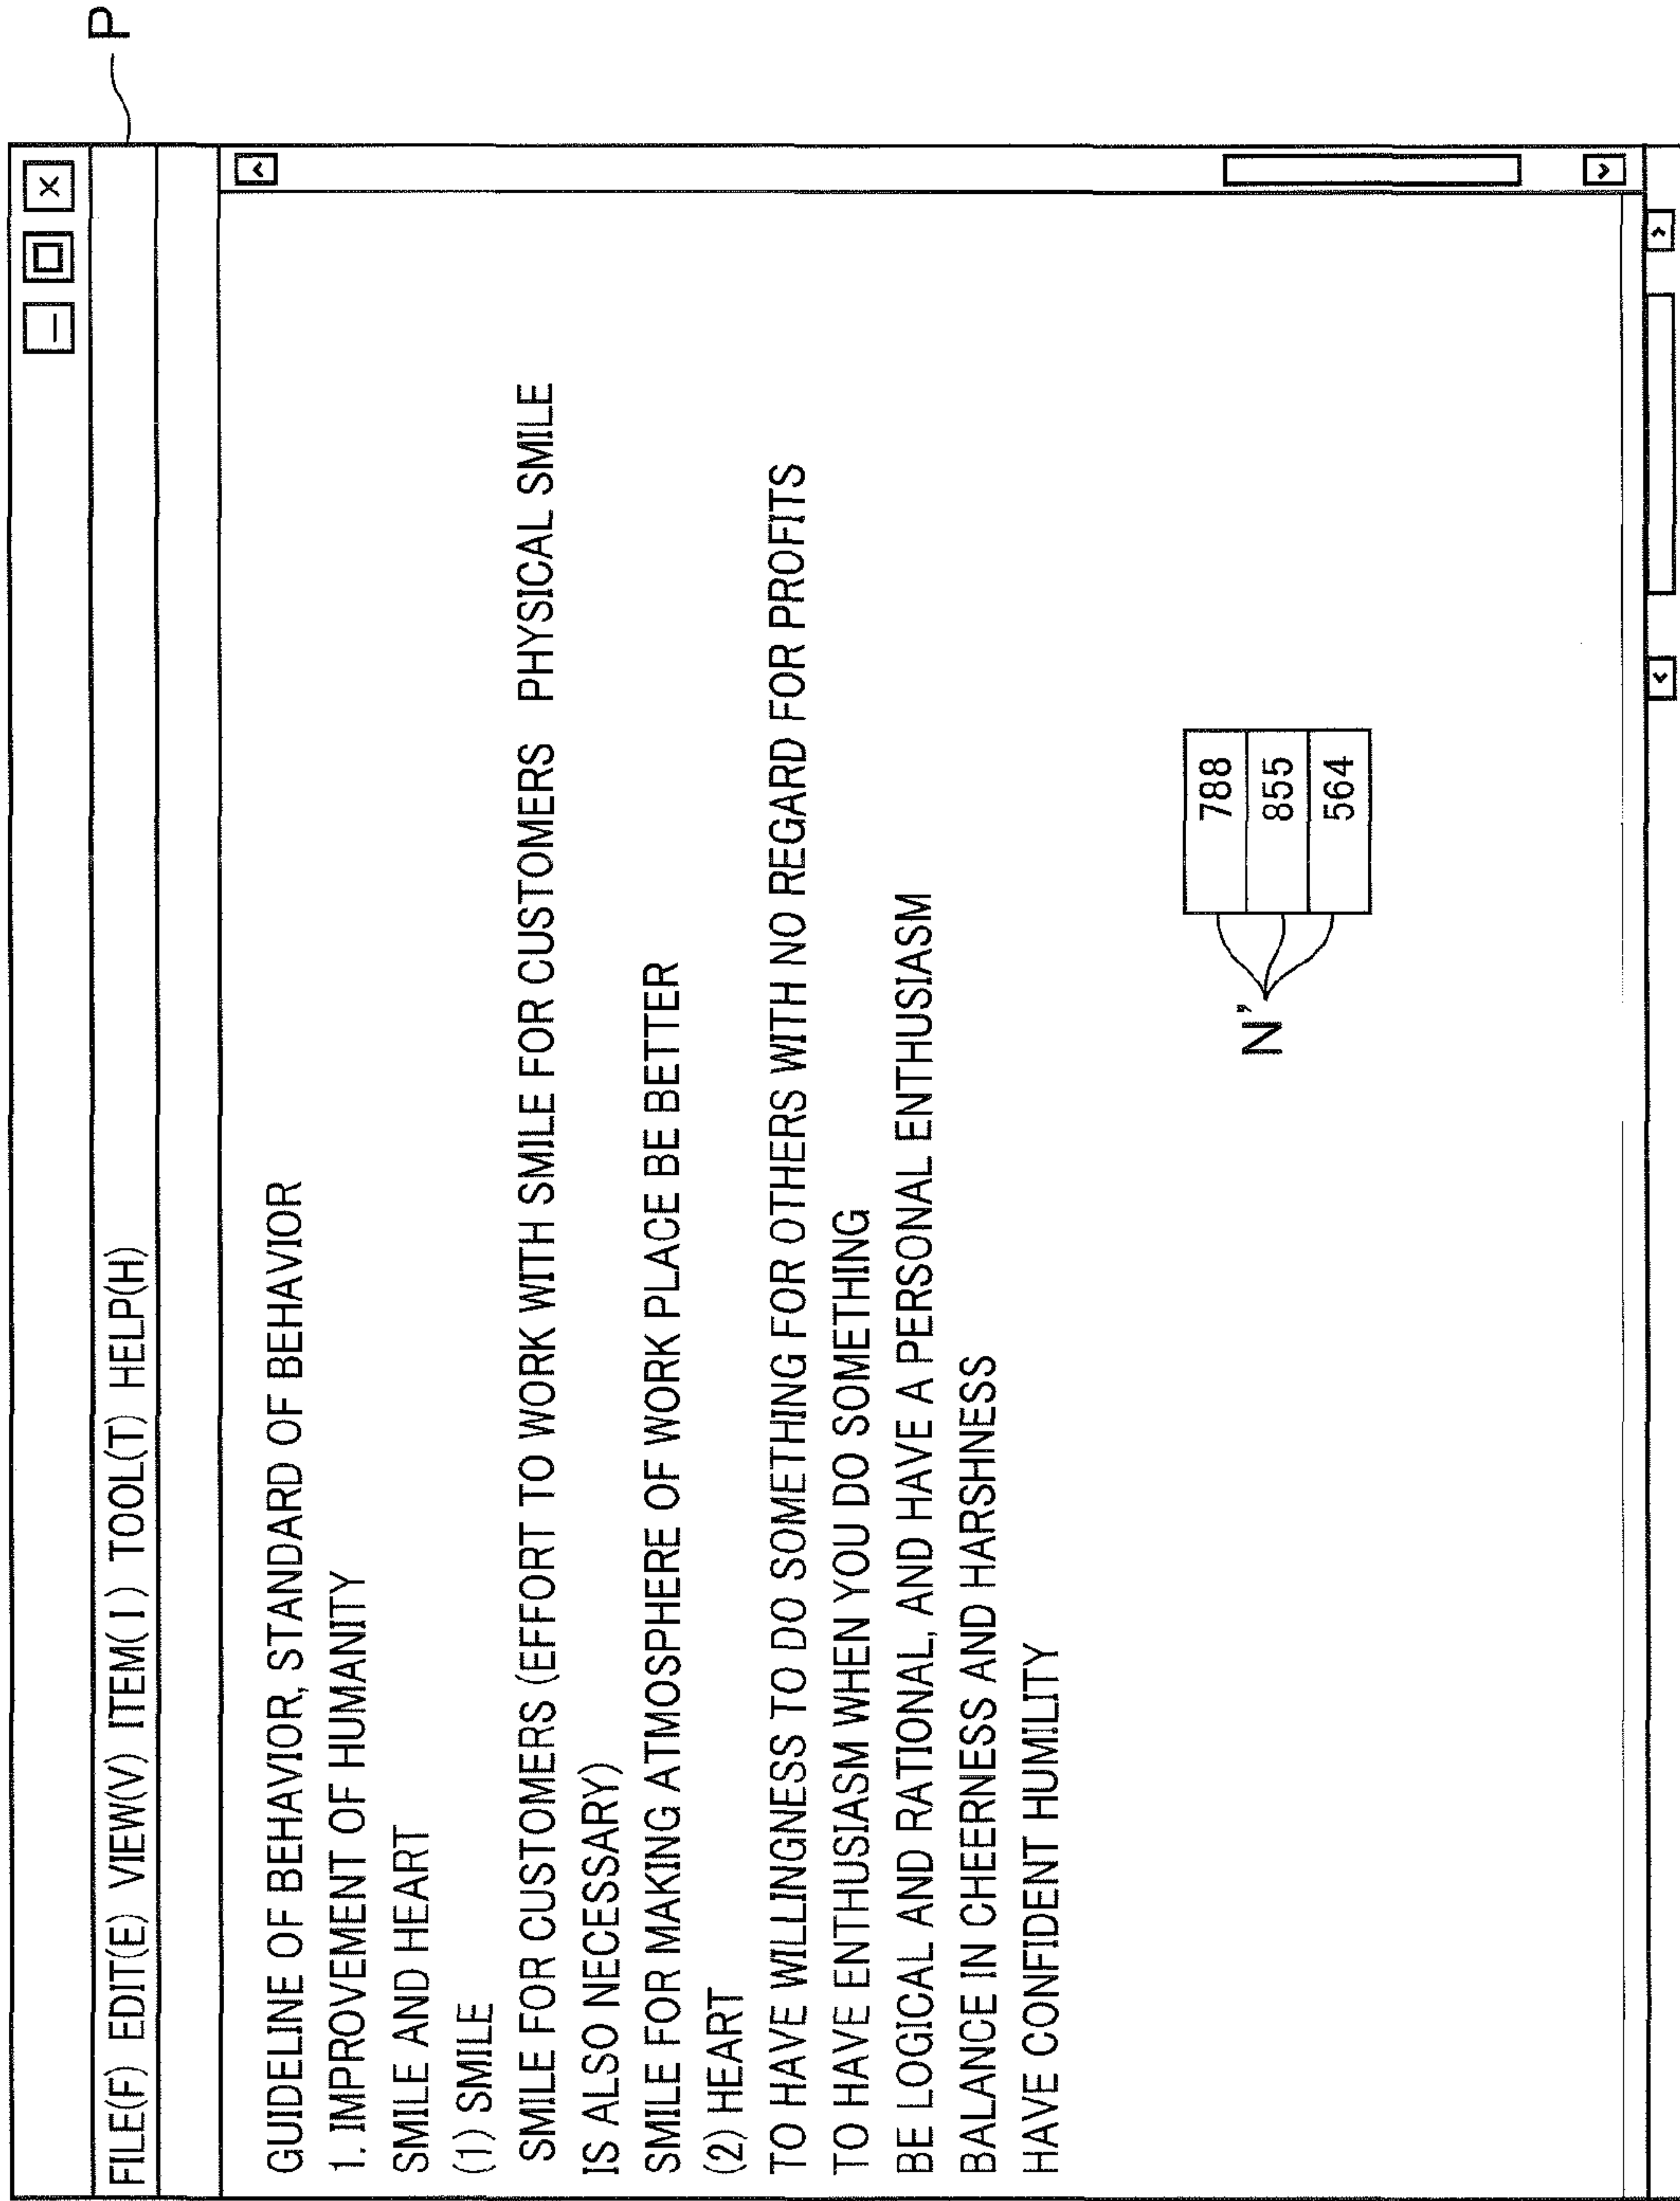 P
FILE(F) EDIT(E) VIEW(V) ITEM(I) TOOL(T) HELP(H)
GUIDELINE OF BEHAVIOR, STANDARD OF BEHAVIOR
1. IMPROVEMENT OF HUMANITY
SMILE AND HEART
(1) SMILE
SMILE FOR CUSTOMERS (EFFORT TO WORK WITH SMILE FOR CUSTOMERS PHYSICAL SMILE
IS ALSO NECESSARY)
SMILE FOR MAKING ATMOSPHERE OF WORK PLACE BE BETTER
(2) HEART
TO HAVE WILLINGNESS TO DO SOMETHING FOR OTHERS WITH NO REGARD FOR PROFITS
TO HAVE ENTHUSIASM WHEN YOU DO SOMETHING
BE LOGICAL AND RATIONAL, AND HAVE A PERSONAL ENTHUSIASM
BALANCE IN CHEERNESS AND HARSHNESS
HAVE CONFIDENT HUMILITY
788
N' 855
564